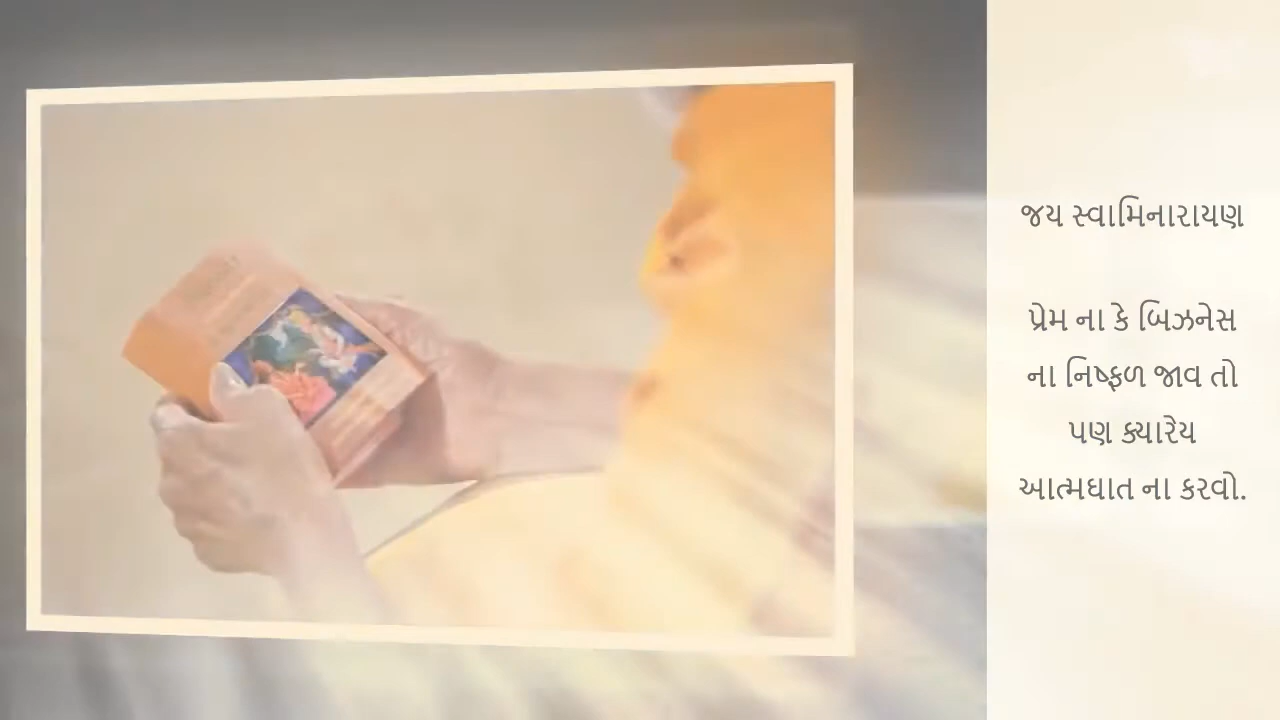 જય સ્વામિનારાયણ
પ્રેમ ના કે બિઝનેસ
ના નિષ્ફળ જાવ તો
પણ ક્યારેય
આત્મઘાત ના કરવો.